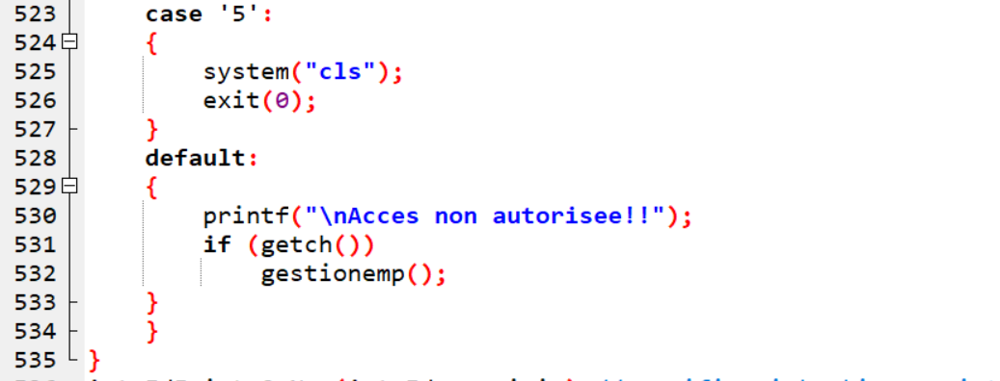 523 case '5':
524 {
525 system("cls");
526 exit(0);
527 }
528 default:
529 {
530 printf("\nAcces non autorisee!!");
531 if (getch())
532 gestionemp();
533 }
534 }
535 }